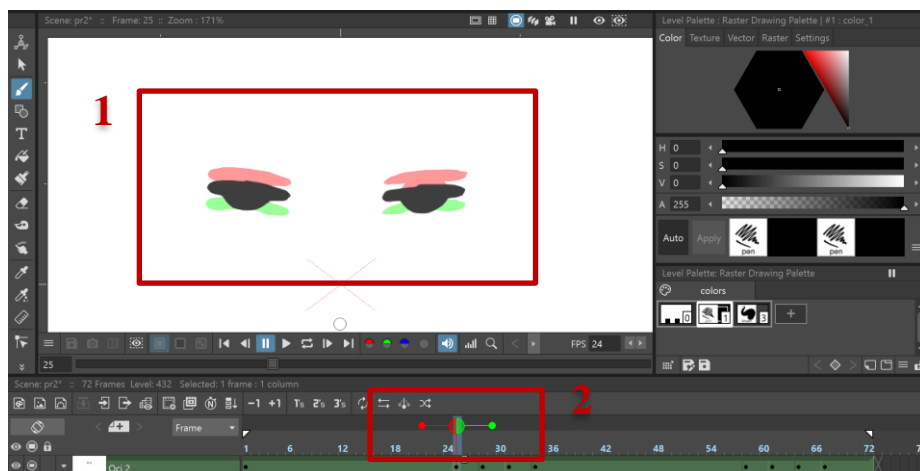 Scene: pr2* :: Frame: 25 :: Zoom : 171%
Level Palette : Raster Drawing Palette | #1 : color_1
Color Texture Vector Raster Settings
1
H 0
S 0
V 0
A 255
Auto Apply pen pen
Level Palette: Raster Drawing Palette
colors
0 1 3 +
FPS 24
25
Scene: pr2* :: 72 Frames Level: 432 Selected: 1 frame : 1 column
-1 +1 1's 2's 3's
2
Frame
1 6 12 18 24 30 36 42 48 54 60 66 72
Oci 2